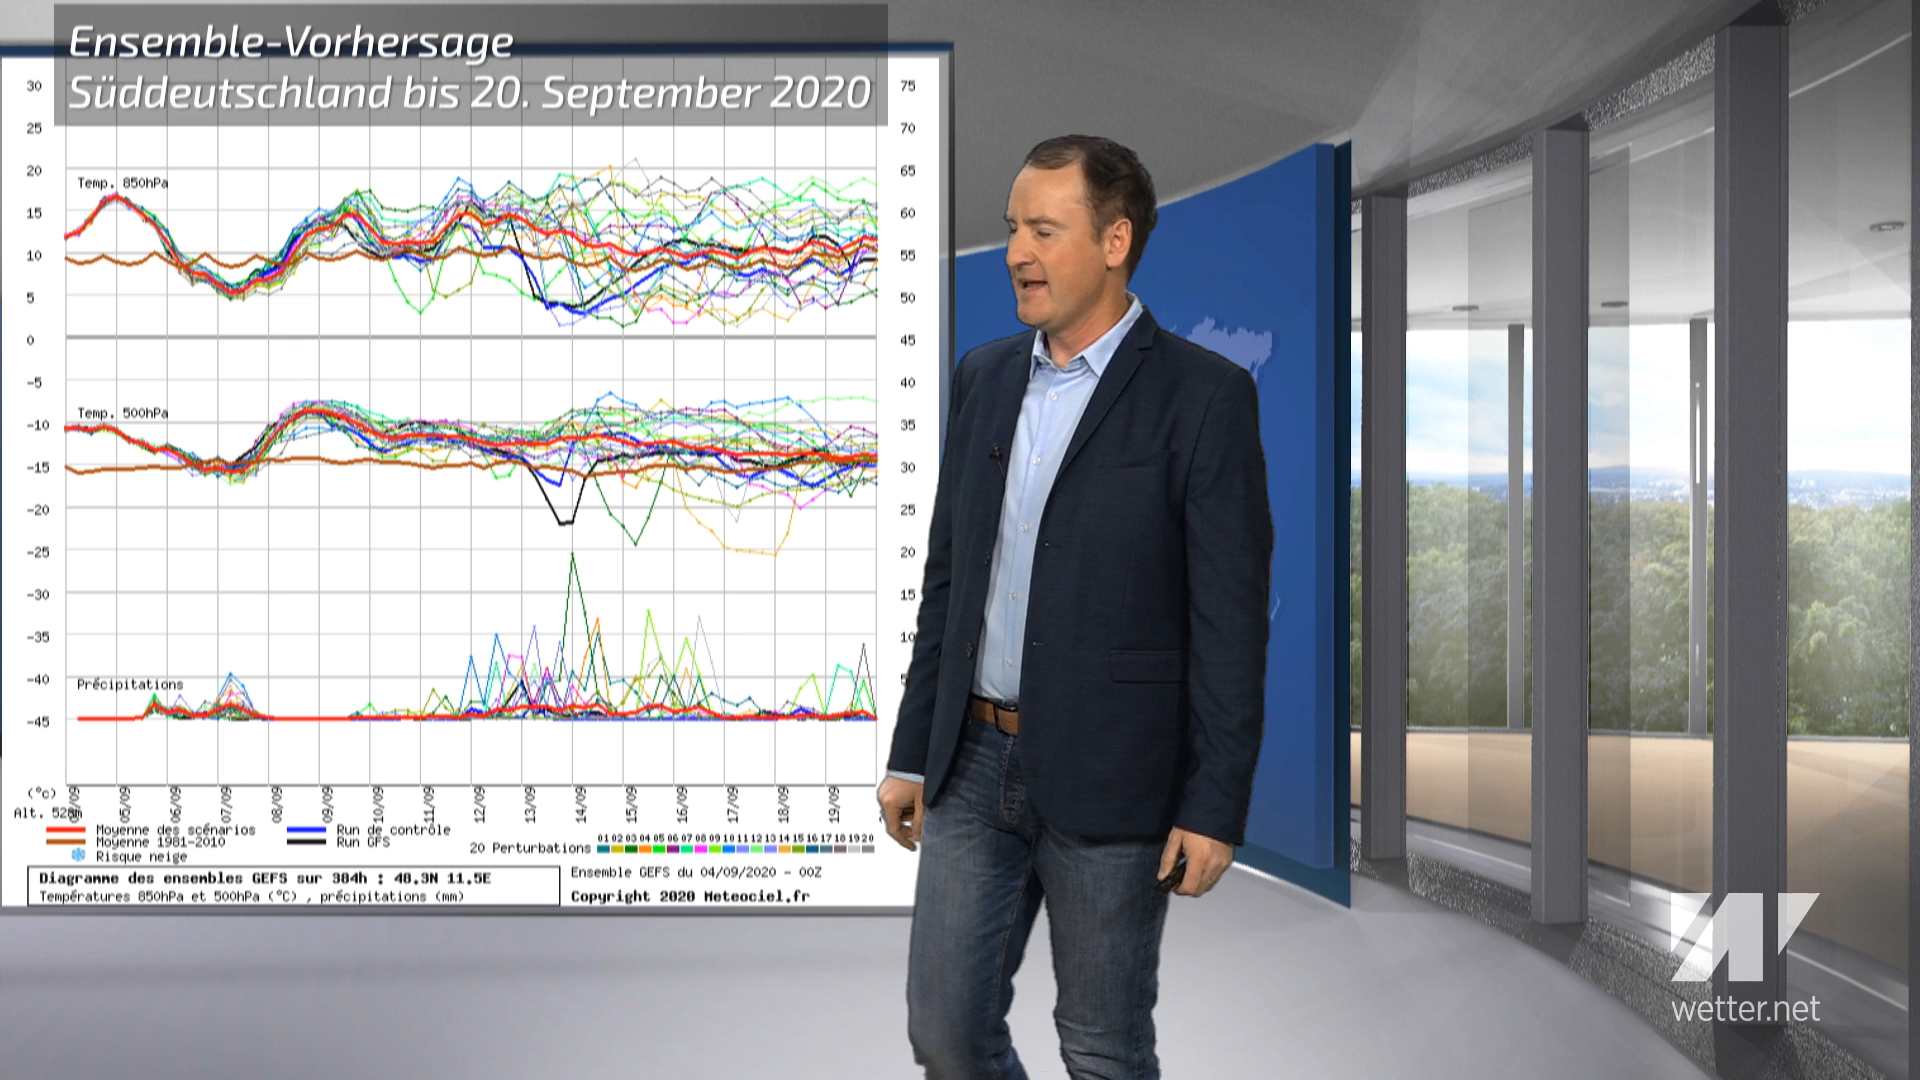 Ensemble-Vorhersage
Süddeutschland bis 20. September 2020
30
25
20
15
10
5
0
-5
-10
-15
-20
-25
-30
-35
-40
-45
75
70
65
60
55
50
45
40
35
30
25
20
15
10
5
Temp. 850hPa
Temp. 500hPa
Précipitations
(°c)
Alt. 528m
05/09
06/09
07/09
08/09
09/09
10/09
11/09
12/09
13/09
14/09
15/09
16/09
17/09
18/09
19/09
Moyenne des scénarios
Run de contrôle
Moyenne 1981-2010
Run GFS
Risque neige
20 Perturbations
01 02 03 04 05 06 07 08 09 10 11 12 13 14 15 16 17 18 19 20
Diagramme des ensembles GEFS sur 384h : 48.3N 11.5E
Températures 850hPa et 500hPa (°C) , précipitations (mm)
Ensemble GEFS du 04/09/2020 - 00Z
Copyright 2020 Meteociel.fr
wetter.net